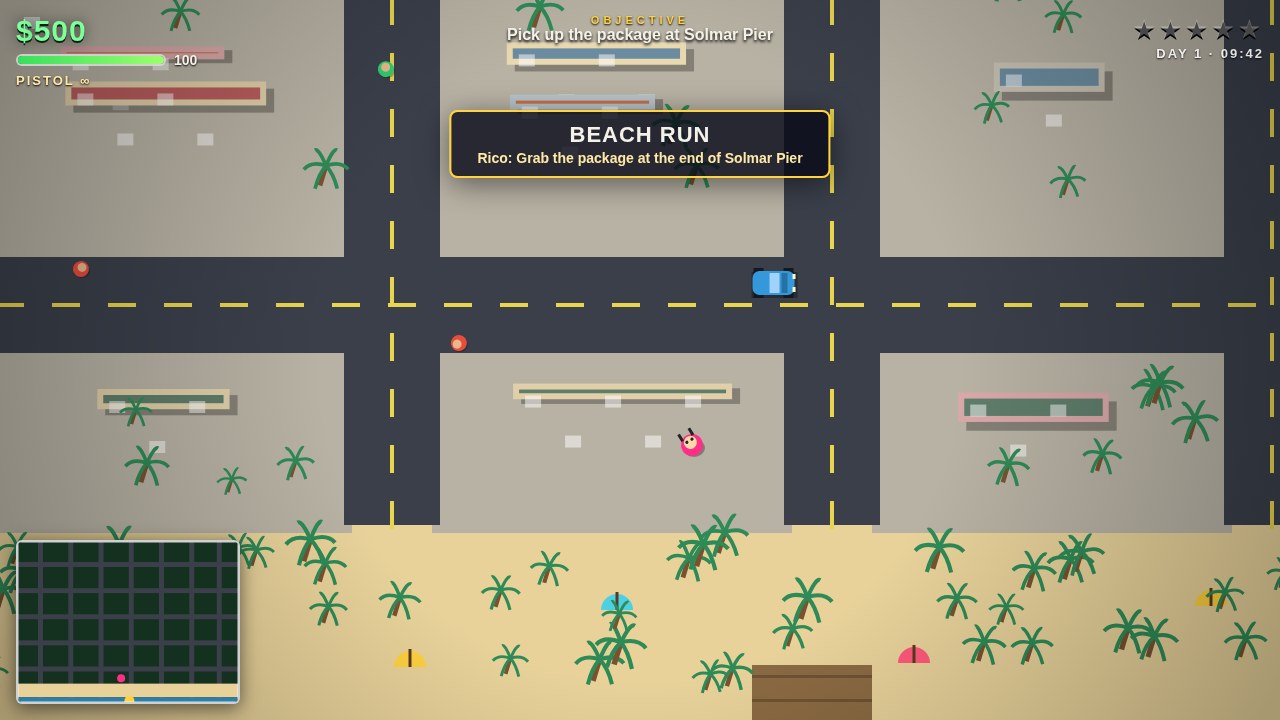 $500
100
PISTOL ∞
OBJECTIVE
Pick up the package at Solmar Pier
DAY 1 · 09:42
BEACH RUN
Rico: Grab the package at the end of Solmar Pier